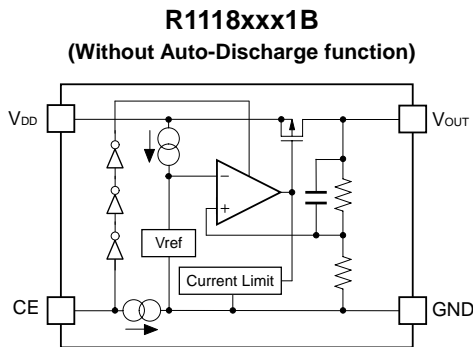 R1118xxx1B
(Without Auto-Discharge function)
VDD
VOUT
−
+
Vref
Current Limit
CE
GND